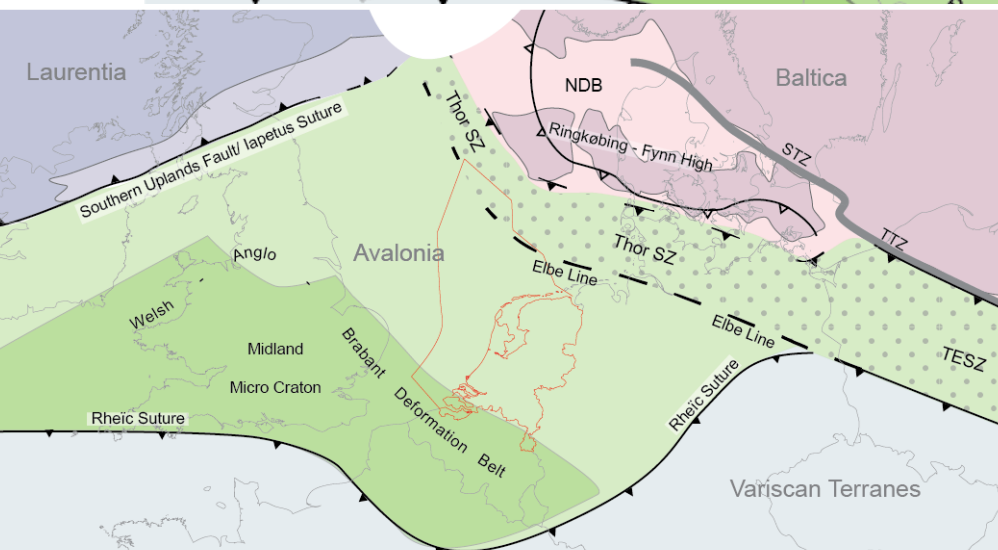 Laurentia
NDB
Baltica
Thor SZ
Ringkøbing - Fynn High
STZ
Southern Uplands Fault/ Iapetus Suture
TTZ
Avalonia
Anglo
Thor SZ
Elbe Line
Welsh
Elbe Line
Midland
Brabant Deformation Belt
TESZ
Micro Craton
Rheïc Suture
Rheïc Suture
Variscan Terranes